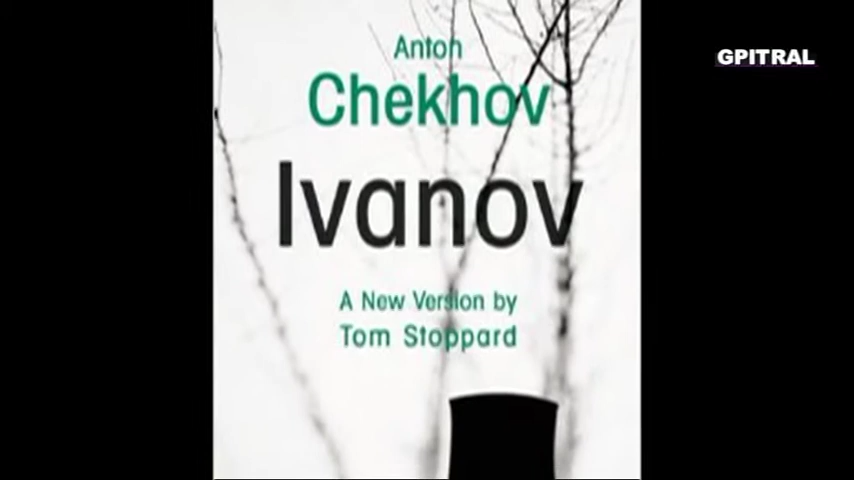 Anton
Chekhov
Ivanov
A New Version by
Tom Stoppard
GPITRAL